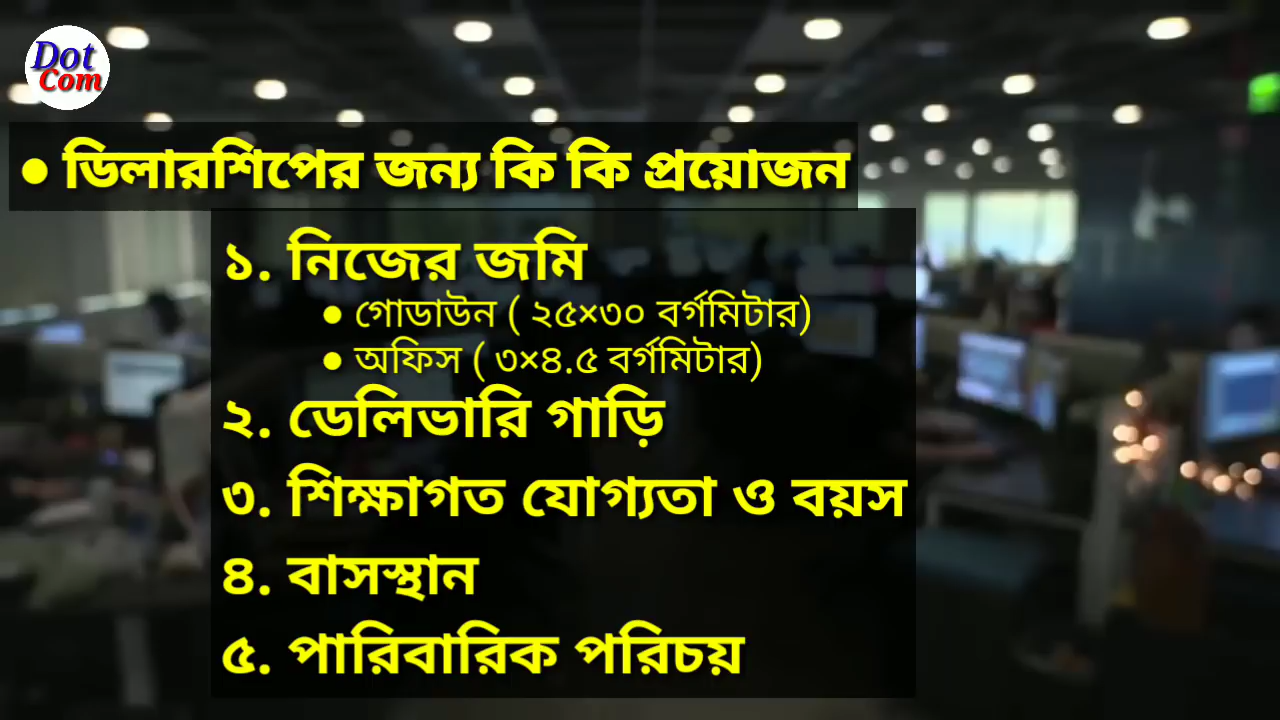 Dot
Com
● ডিলারশিপের জন্য কি কি প্রয়োজন
১. নিজের জমি
● গোডাউন ( ২৫×৩০ বর্গমিটার)
● অফিস ( ৩×৪.৫ বর্গমিটার)
২. ডেলিভারি গাড়ি
৩. শিক্ষাগত যোগ্যতা ও বয়স
৪. বাসস্থান
৫. পারিবারিক পরিচয়